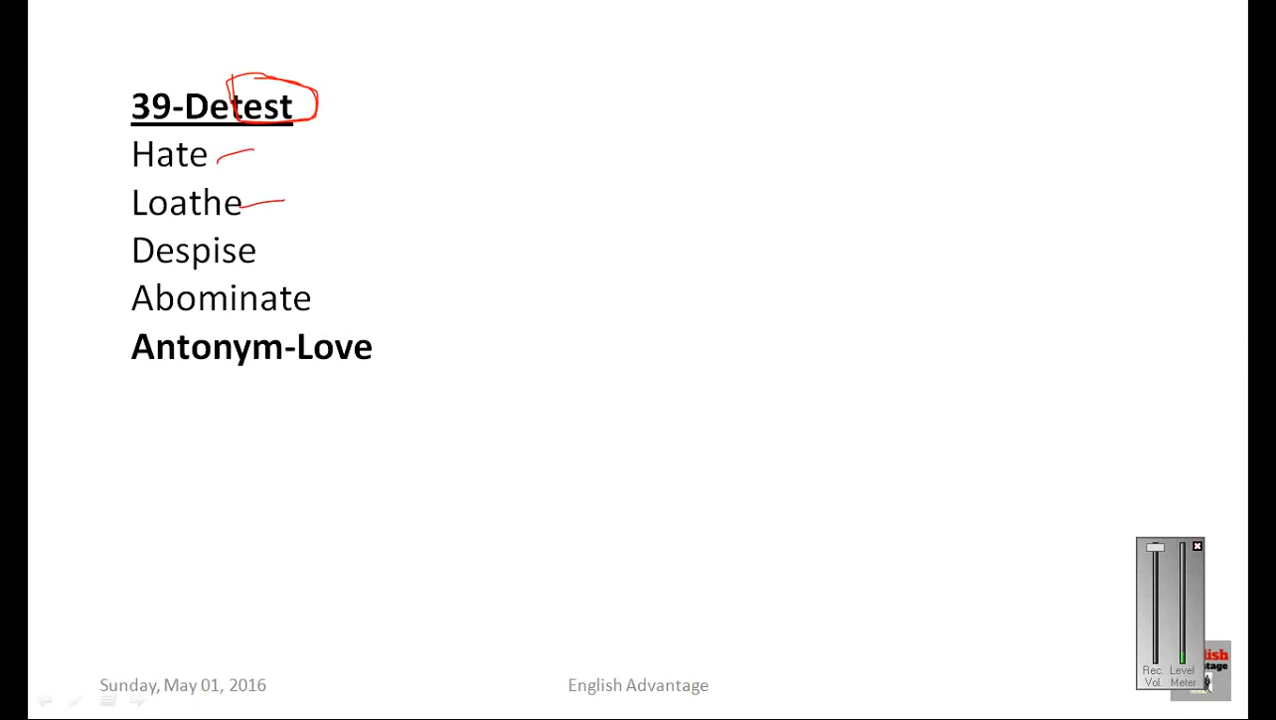 39-Detest
Hate
Loathe
Despise
Abominate
Antonym-Love
Rec. Level
Vol. Meter
Sunday, May 01, 2016
English Advantage